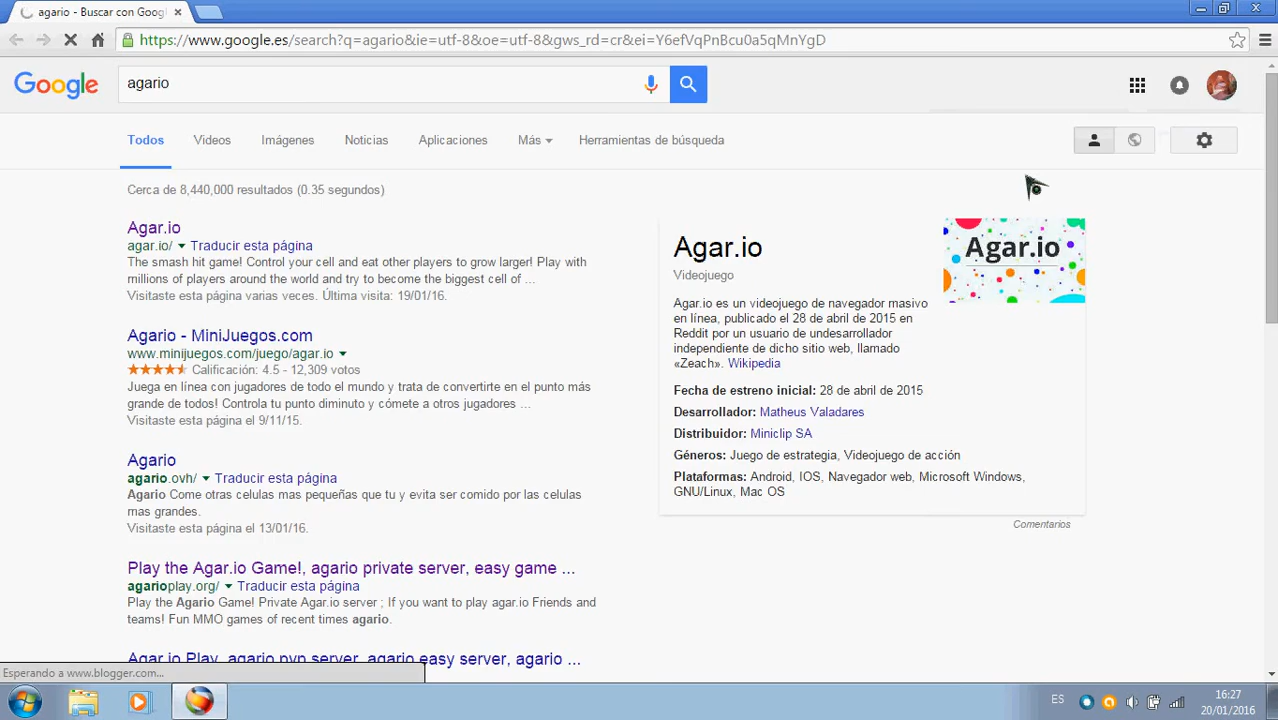 agario - Buscar con Googl
https://www.google.es/search?q=agario&ie=utf-8&oe=utf-8&gws_rd=cr&ei=Y6efVqPnBcu0a5qMnYgD
Google
agario
Todos Videos Imágenes Noticias Aplicaciones Más Herramientas de búsqueda
Cerca de 8,440,000 resultados (0.35 segundos)
Agar.io
agar.io/ Traducir esta página
The smash hit game! Control your cell and eat other players to grow larger! Play with
millions of players around the world and try to become the biggest cell of ...
Visitaste esta página varias veces. Última visita: 19/01/16.
Agario - MiniJuegos.com
www.minijuegos.com/juego/agar.io
Calificación: 4.5 - 12,309 votos
Juega en línea con jugadores de todo el mundo y trata de convertirte en el punto más
grande de todos! Controla tu punto diminuto y cómete a otros jugadores ...
Visitaste esta página el 9/11/15.
Agario
agario.ovh/ Traducir esta página
Agario Come otras celulas mas pequeñas que tu y evita ser comido por las celulas
mas grandes.
Visitaste esta página el 13/01/16.
Play the Agar.io Game!, agario private server, easy game ...
agarioplay.org/ Traducir esta página
Play the Agario Game! Private Agar.io server ; If you want to play agar.io Friends and
teams! Fun MMO games of recent times agario.
Agar.io Play, agario pvp server, agario easy server, agario ...
Agar.io
Videojuego
Agar.io
Agar.io es un videojuego de navegador masivo
en línea, publicado el 28 de abril de 2015 en
Reddit por un usuario de undesarrollador
independiente de dicho sitio web, llamado
«Zeach». Wikipedia
Fecha de estreno inicial: 28 de abril de 2015
Desarrollador: Matheus Valadares
Distribuidor: Miniclip SA
Géneros: Juego de estrategia, Videojuego de acción
Plataformas: Android, IOS, Navegador web, Microsoft Windows,
GNU/Linux, Mac OS
Comentarios
Esperando a www.blogger.com...
ES
16:27
20/01/2016